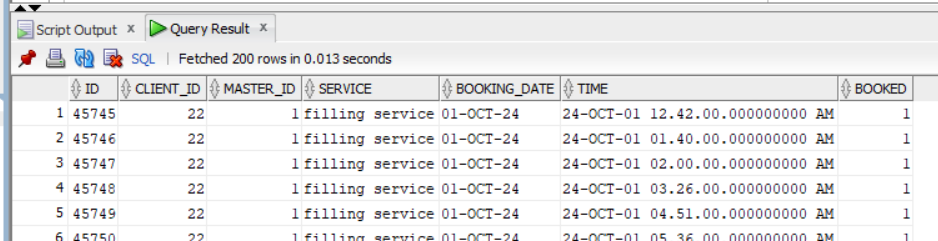 Script Output x Query Result x
SQL | Fetched 200 rows in 0.013 seconds
ID CLIENT_ID MASTER_ID SERVICE BOOKING_DATE TIME BOOKED
1 45745 22 1 filling service 01-OCT-24 24-OCT-01 12.42.00.000000000 AM 1
2 45746 22 1 filling service 01-OCT-24 24-OCT-01 01.40.00.000000000 AM 1
3 45747 22 1 filling service 01-OCT-24 24-OCT-01 02.00.00.000000000 AM 1
4 45748 22 1 filling service 01-OCT-24 24-OCT-01 03.26.00.000000000 AM 1
5 45749 22 1 filling service 01-OCT-24 24-OCT-01 04.51.00.000000000 AM 1
6 45750 22 1 filling service 01-OCT-24 24-OCT-01 05.36.00.000000000 AM 1